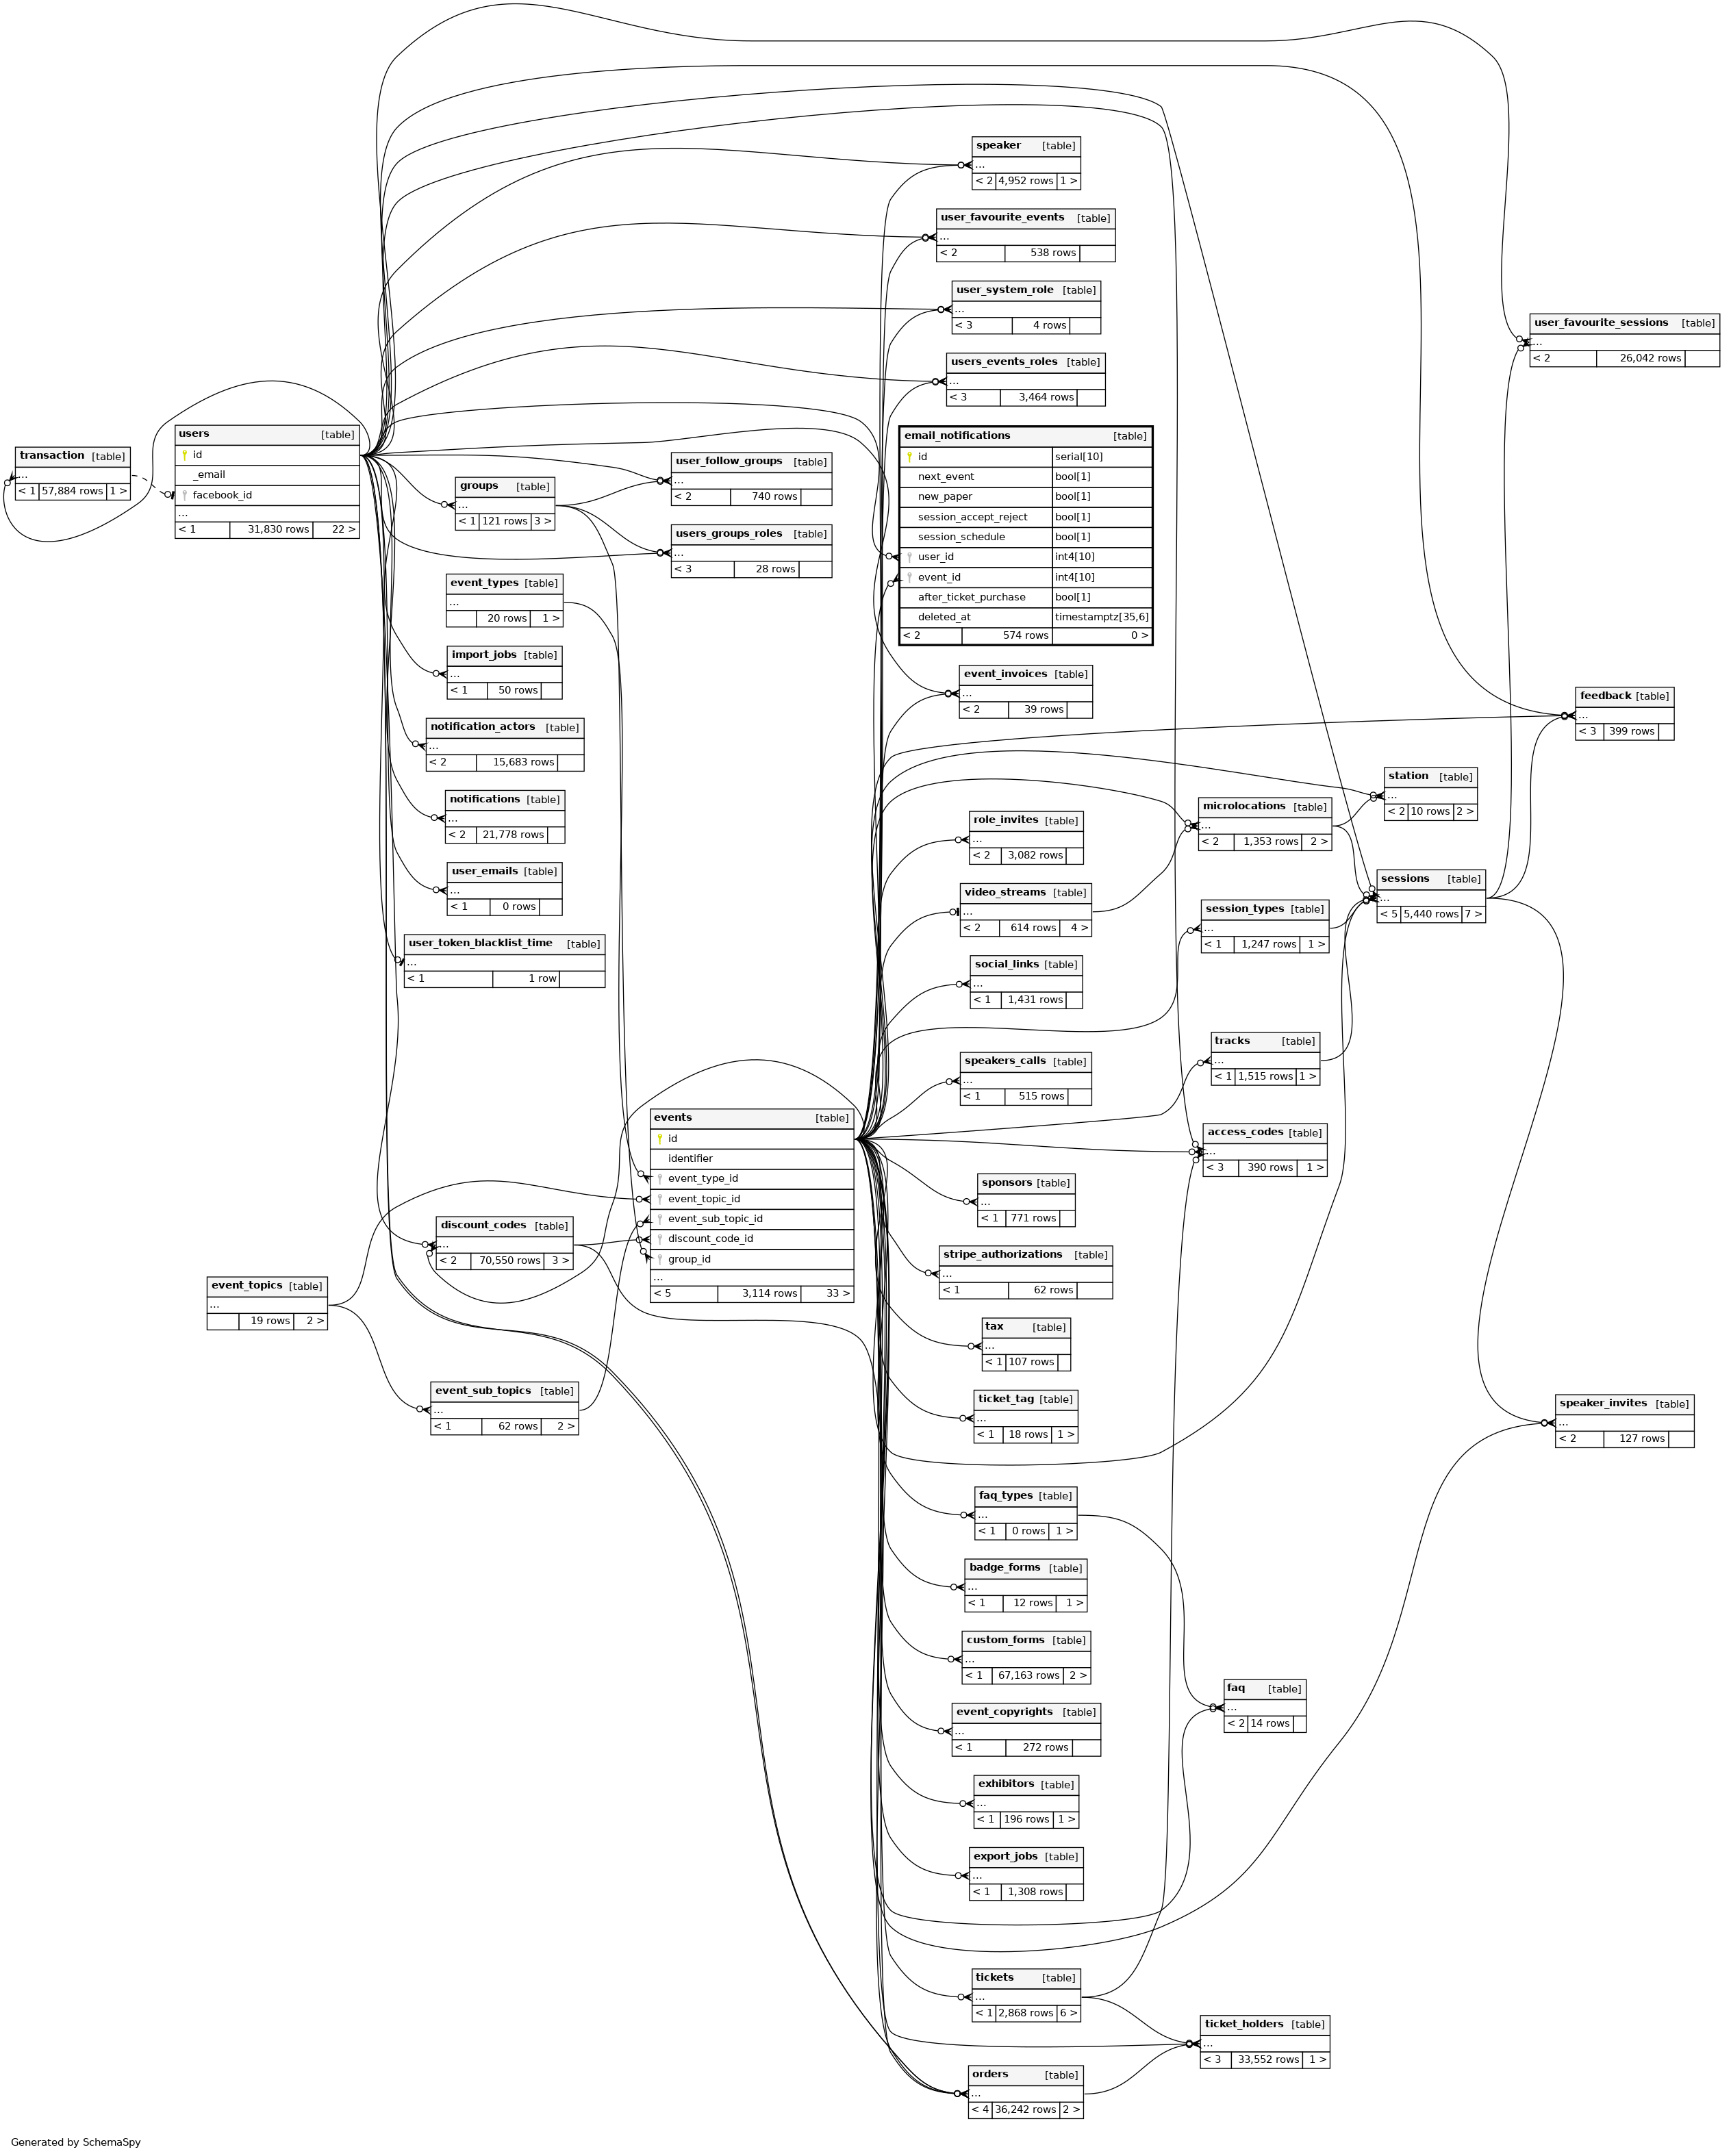 speaker [table]
...
< 2 4,952 rows 1 >
user_favourite_events [table]
...
< 2 538 rows
user_system_role [table]
...
< 3 4 rows
user_favourite_sessions [table]
...
< 2 26,042 rows
users_events_roles [table]
...
< 3 3,464 rows
transaction [table]
...
< 1 57,884 rows 1 >
users [table]
id
_email
facebook_id
...
< 1 31,830 rows 22 >
groups [table]
...
< 1 121 rows 3 >
user_follow_groups [table]
...
< 2 740 rows
users_groups_roles [table]
...
< 3 28 rows
email_notifications [table]
id serial[10]
next_event bool[1]
new_paper bool[1]
session_accept_reject bool[1]
session_schedule bool[1]
user_id int4[10]
event_id int4[10]
after_ticket_purchase bool[1]
deleted_at timestamptz[35,6]
< 2 574 rows 0 >
event_types [table]
...
20 rows 1 >
import_jobs [table]
...
< 1 50 rows
notification_actors [table]
...
< 2 15,683 rows
notifications [table]
...
< 2 21,778 rows
user_emails [table]
...
< 1 0 rows
user_token_blacklist_time [table]
...
< 1 1 row
event_invoices [table]
...
< 2 39 rows
feedback [table]
...
< 3 399 rows
station [table]
...
< 2 10 rows 2 >
microlocations [table]
...
< 2 1,353 rows 2 >
role_invites [table]
...
< 2 3,082 rows
video_streams [table]
...
< 2 614 rows 4 >
sessions [table]
...
< 5 5,440 rows 7 >
session_types [table]
...
< 1 1,247 rows 1 >
social_links [table]
...
< 1 1,431 rows
tracks [table]
...
< 1 1,515 rows 1 >
speakers_calls [table]
...
< 1 515 rows
events [table]
id
identifier
event_type_id
event_topic_id
event_sub_topic_id
discount_code_id
group_id
...
< 5 3,114 rows 33 >
access_codes [table]
...
< 3 390 rows 1 >
sponsors [table]
...
< 1 771 rows
discount_codes [table]
...
< 2 70,550 rows 3 >
stripe_authorizations [table]
...
< 1 62 rows
event_topics [table]
...
19 rows 2 >
tax [table]
...
< 1 107 rows
event_sub_topics [table]
...
< 1 62 rows 2 >
ticket_tag [table]
...
< 1 18 rows 1 >
speaker_invites [table]
...
< 2 127 rows
faq_types [table]
...
< 1 0 rows 1 >
badge_forms [table]
...
< 1 12 rows 1 >
custom_forms [table]
...
< 1 67,163 rows 2 >
faq [table]
...
< 2 14 rows
event_copyrights [table]
...
< 1 272 rows
exhibitors [table]
...
< 1 196 rows 1 >
export_jobs [table]
...
< 1 1,308 rows
tickets [table]
...
< 1 2,868 rows 6 >
ticket_holders [table]
...
< 3 33,552 rows 1 >
orders [table]
...
< 4 36,242 rows 2 >
Generated by SchemaSpy